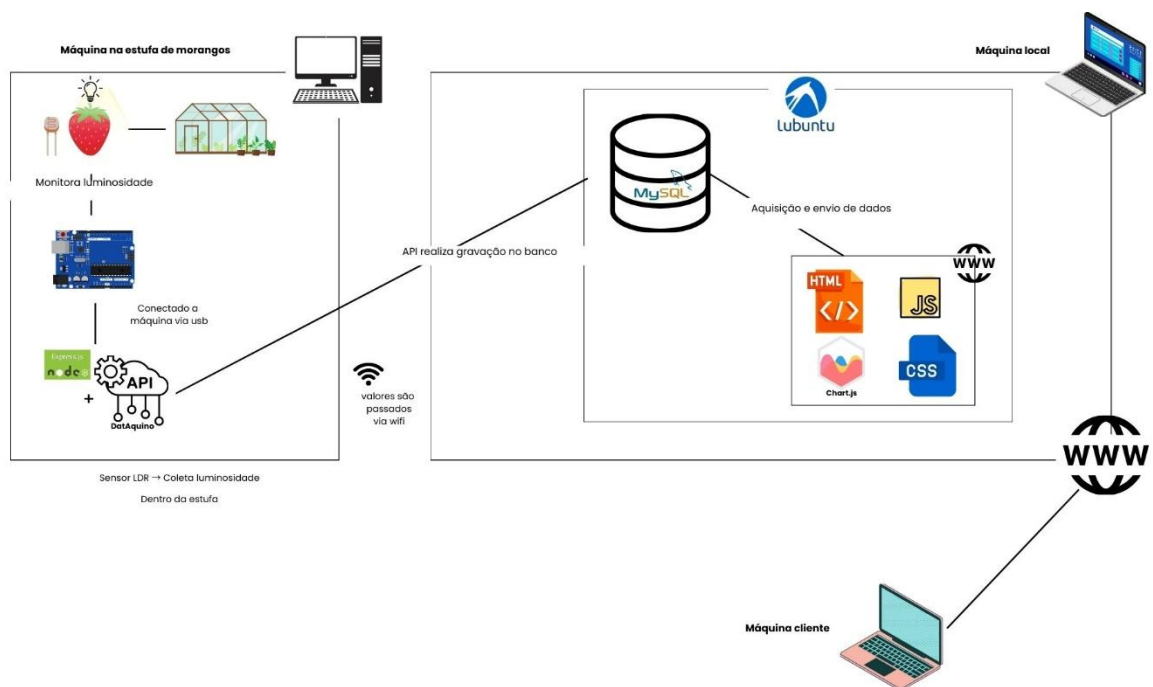 Máquina na estufa de morangos
Monitora luminosidade
Conectado a
máquina via usb
Expressjs
node
+
API
DatAquino
Sensor LDR → Coleta luminosidade
Dentro da estufa
valores são
passados
via wifi
API realiza gravação no banco
Máquina local
lubuntu
MySQL
Aquisição e envio de dados
WWW
HTML
</>
JS
Chart.js
CSS
WWW
Máquina cliente